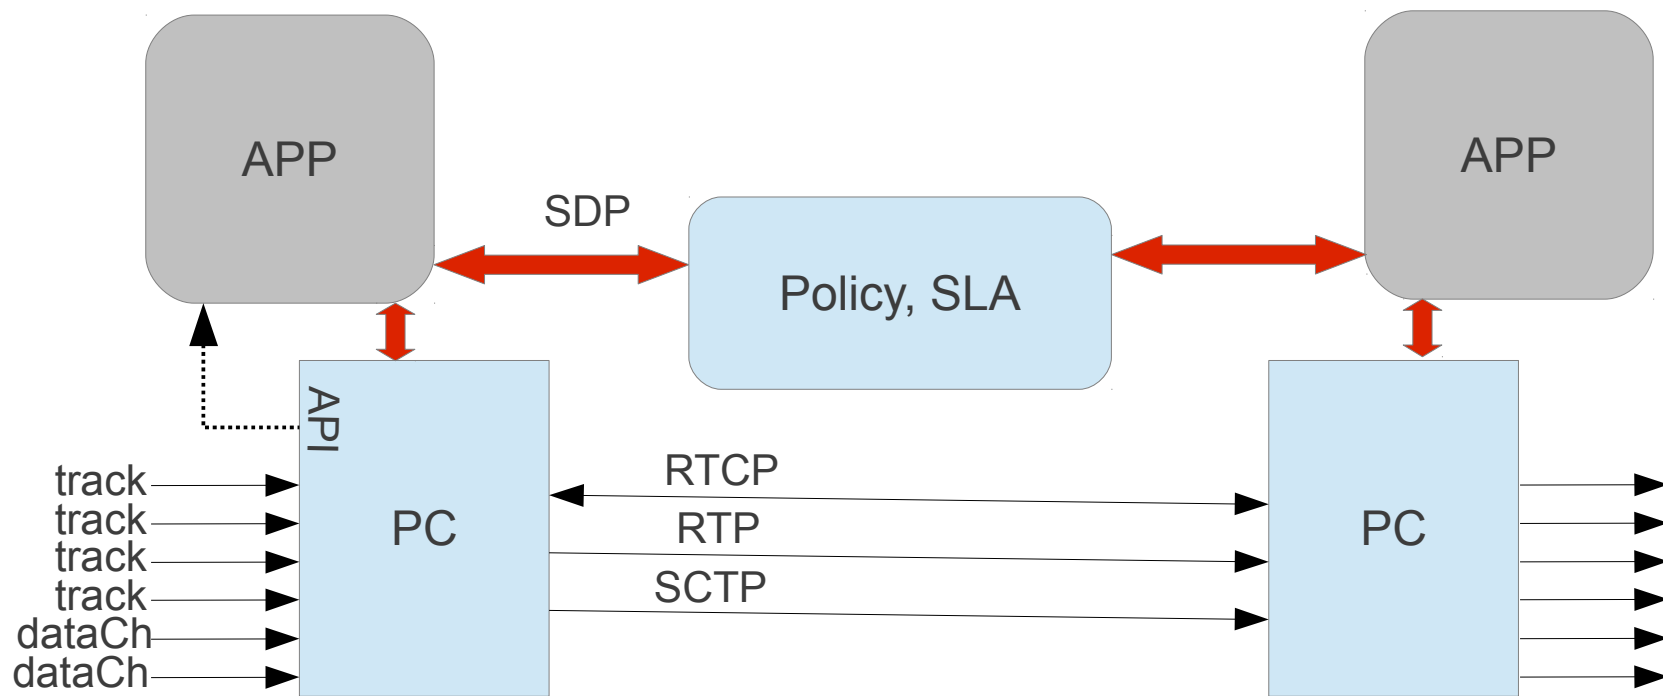 APP
APP
SDP
Policy, SLA
API
track
track
track
track
dataCh
dataCh
PC
RTCP
RTP
SCTP
PC